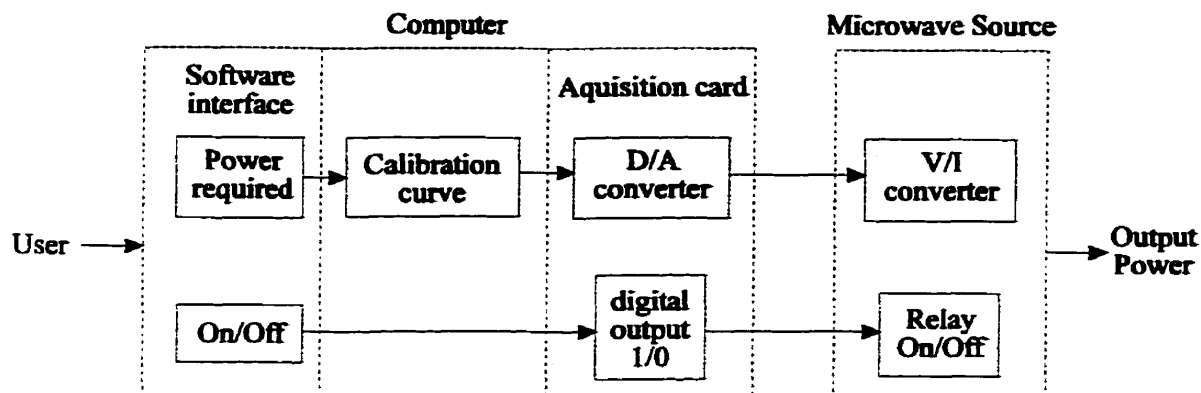 Computer
Microwave Source
Software
interface
Aquisition card
Power
required
Calibration
curve
D/A
converter
V/I
converter
User
Output
Power
On/Off
digital
output
1/0
Relay
On/Off